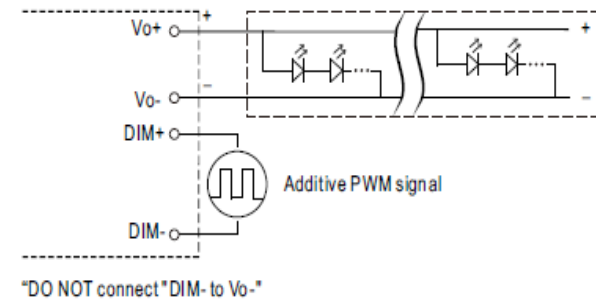 Vo+
+
+
Vo-
−
−
DIM+
Additive PWM signal
DIM-
"DO NOT connect "DIM- to Vo-"